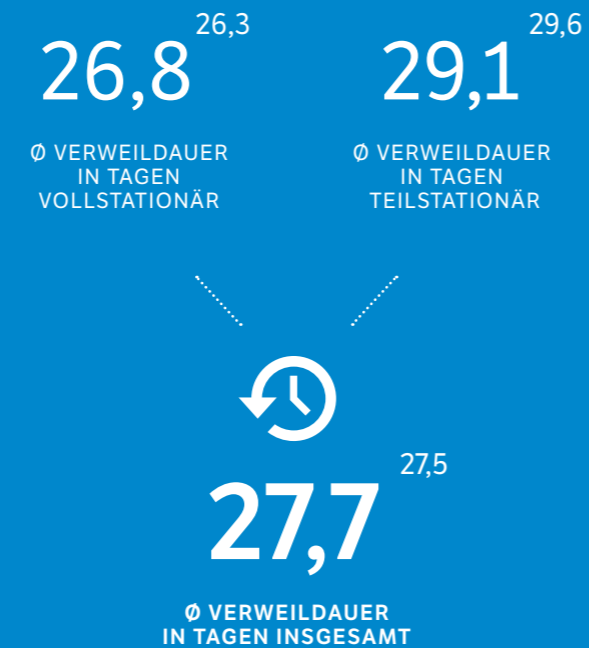 26,8 26,3
Ø VERWEILDAUER
IN TAGEN
VOLLSTATIONÄR
29,1 29,6
Ø VERWEILDAUER
IN TAGEN
TEILSTATIONÄR
27,7 27,5
Ø VERWEILDAUER
IN TAGEN INSGESAMT